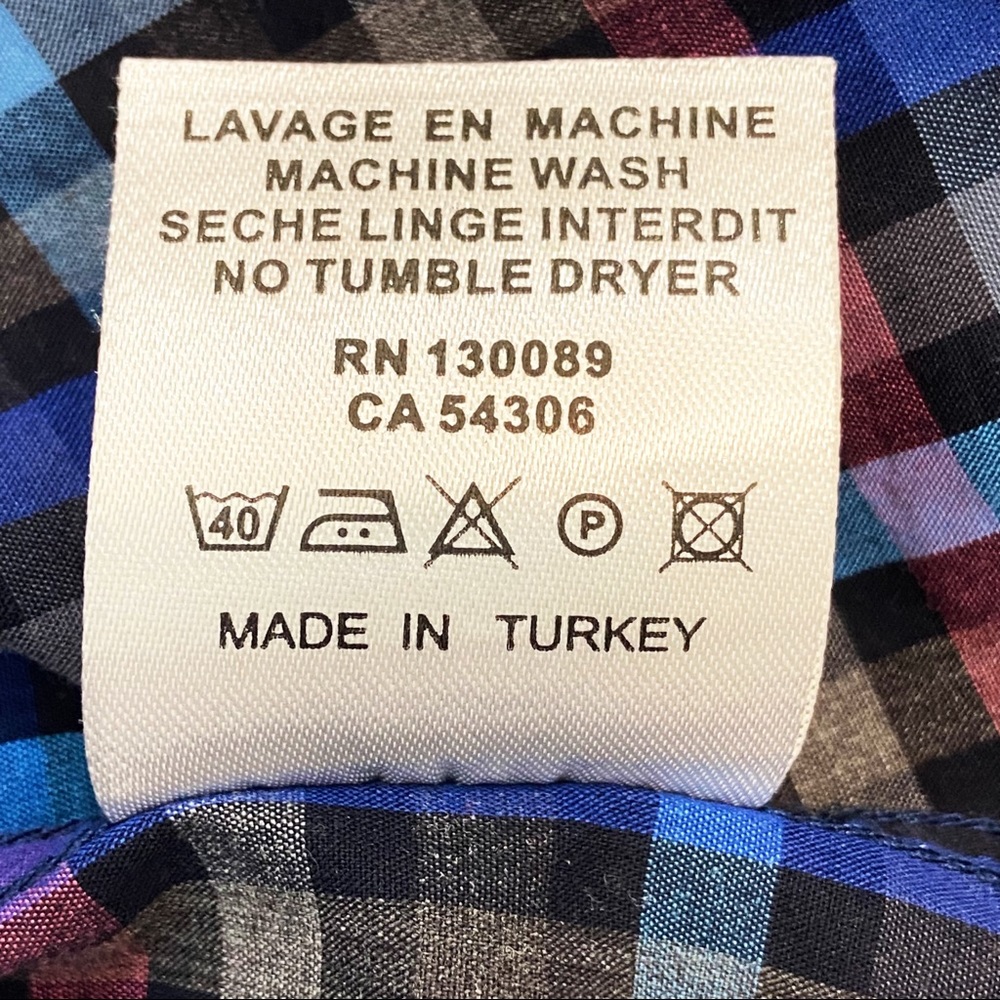 LAVAGE EN MACHINE
MACHINE WASH
SECHE LINGE INTERDIT
NO TUMBLE DRYER
RN 130089
CA 54306
40 P
MADE IN TURKEY